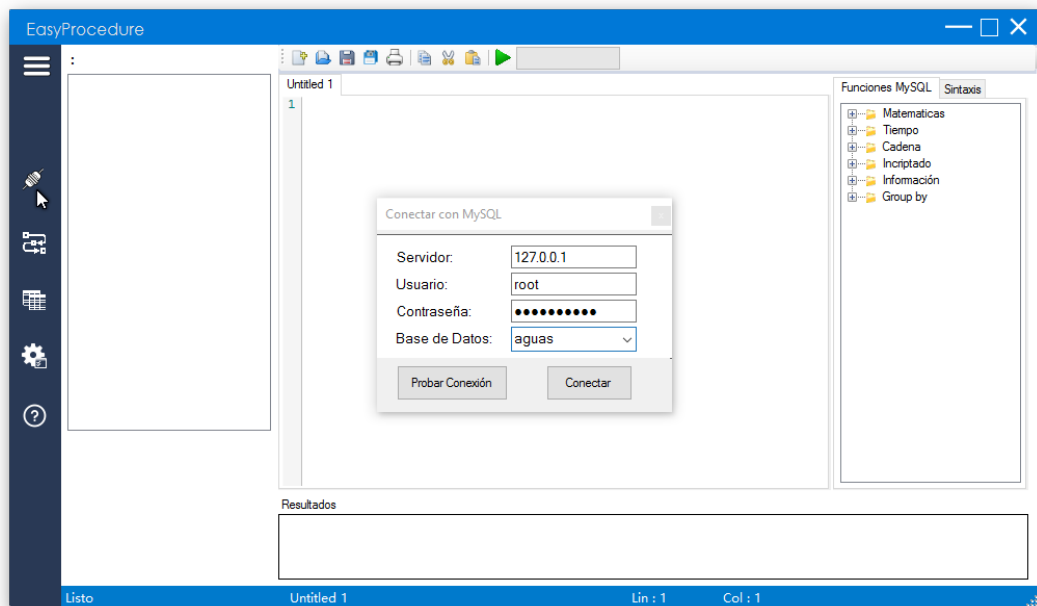 EasyProcedure
:
Untitled 1
1
Funciones MySQL
Sintaxis
Matematicas
Tiempo
Cadena
Incriptado
Información
Group by
Conectar con MySQL
x
Servidor: 127.0.0.1
Usuario: root
Contraseña: ●●●●●●●●●●
Base de Datos: aguas
Probar Conexión
Conectar
Resultados
Listo
Untitled 1
Lin : 1
Col : 1